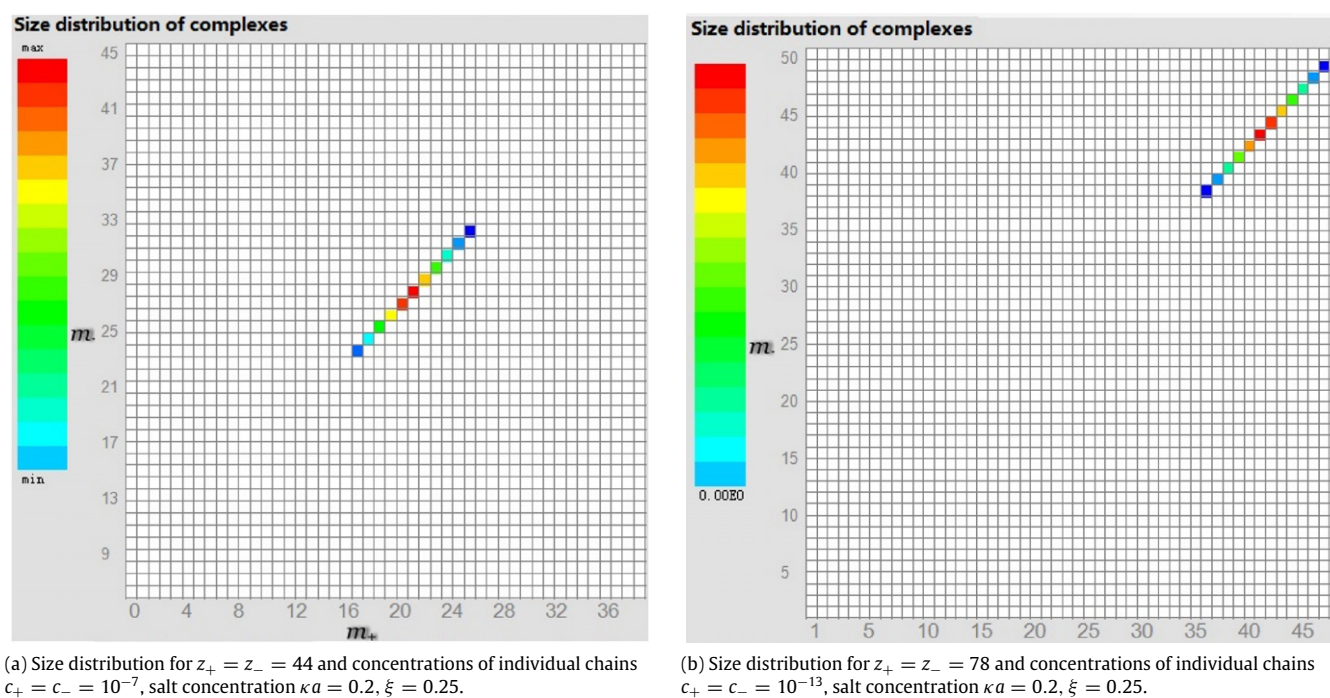 Size distribution of complexes
max
min
45
41
37
33
29
25
21
17
13
9
m-
0 4 8 12 16 20 24 28 32 36
m+
(a) Size distribution for z+ = z− = 44 and concentrations of individual chains
c+ = c− = 10−7, salt concentration κa = 0.2, ξ = 0.25.
Size distribution of complexes
0.00E0
50
45
40
35
30
25
20
15
10
5
m-
1 5 10 15 20 25 30 35 40 45
(b) Size distribution for z+ = z− = 78 and concentrations of individual chains
c+ = c− = 10−13, salt concentration κa = 0.2, ξ = 0.25.